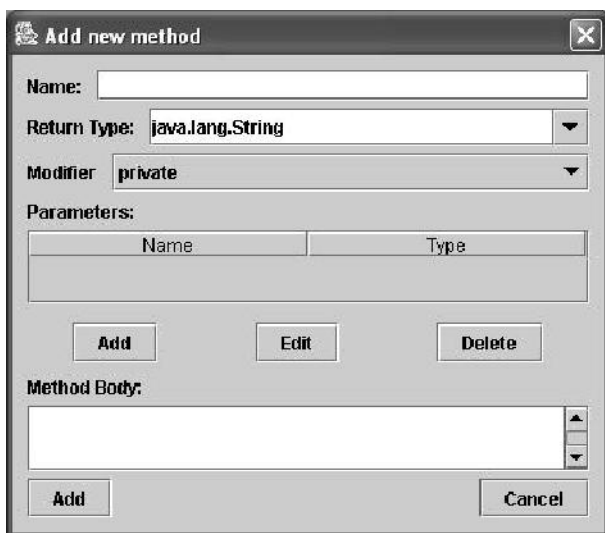 Add new method
Name:
Return Type: java.lang.String
Modifier private
Parameters:
Name Type
Add Edit Delete
Method Body:
Add Cancel